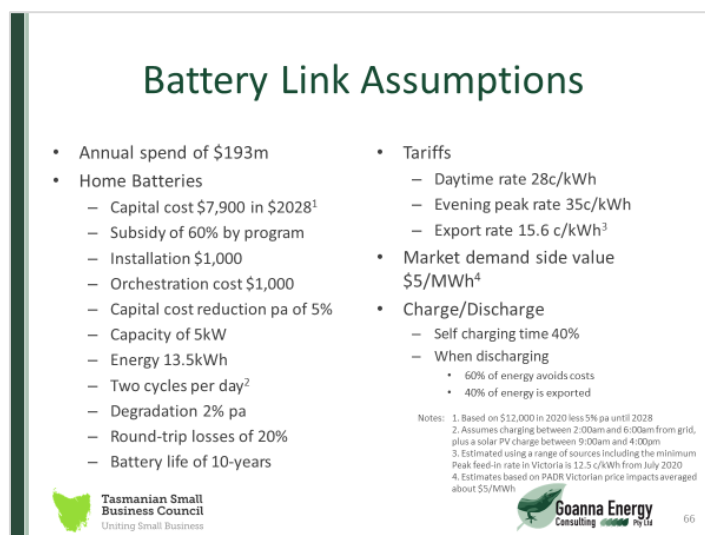 Battery Link Assumptions
• Annual spend of $193m
• Home Batteries
– Capital cost $7,900 in $2028¹
– Subsidy of 60% by program
– Installation $1,000
– Orchestration cost $1,000
– Capital cost reduction pa of 5%
– Capacity of 5kW
– Energy 13.5kWh
– Two cycles per day²
– Degradation 2% pa
– Round-trip losses of 20%
– Battery life of 10-years
• Tariffs
– Daytime rate 28c/kWh
– Evening peak rate 35c/kWh
– Export rate 15.6 c/kWh³
• Market demand side value
$5/MWh⁴
• Charge/Discharge
– Self charging time 40%
– When discharging
• 60% of energy avoids costs
• 40% of energy is exported
Notes: 1. Based on $12,000 in 2020 less 5% pa until 2028
2. Assumes charging between 2:00am and 6:00am from grid,
plus a solar PV charge between 9:00am and 4:00pm
3. Estimated using a range of sources including the minimum
Peak feed-in rate in Victoria is 12.5 c/kWh from July 2020
4. Estimates based on PADR Victorian price impacts averaged
about $5/MWh
Tasmanian Small
Business Council
Uniting Small Business
Goanna Energy
Consulting Pty Ltd
66